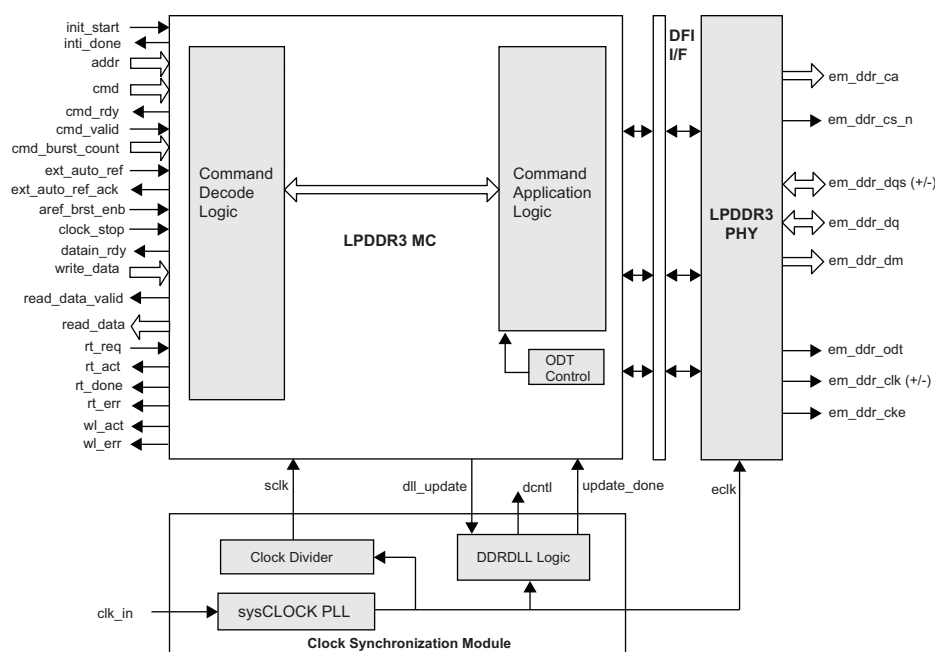 init_start
inti_done
addr
cmd
cmd_rdy
cmd_valid
cmd_burst_count
ext_auto_ref
ext_auto_ref_ack
aref_brst_enb
clock_stop
datain_rdy
write_data
read_data_valid
read_data
rt_req
rt_act
rt_done
rt_err
wl_act
wl_err
Command
Decode
Logic
LPDDR3 MC
Command
Application
Logic
ODT
Control
DFI
I/F
LPDDR3
PHY
em_ddr_ca
em_ddr_cs_n
em_ddr_dqs (+/-)
em_ddr_dq
em_ddr_dm
em_ddr_odt
em_ddr_clk (+/-)
em_ddr_cke
sclk
dll_update
dcntl
update_done
eclk
Clock Divider
DDRDLL Logic
clk_in
sysCLOCK PLL
Clock Synchronization Module